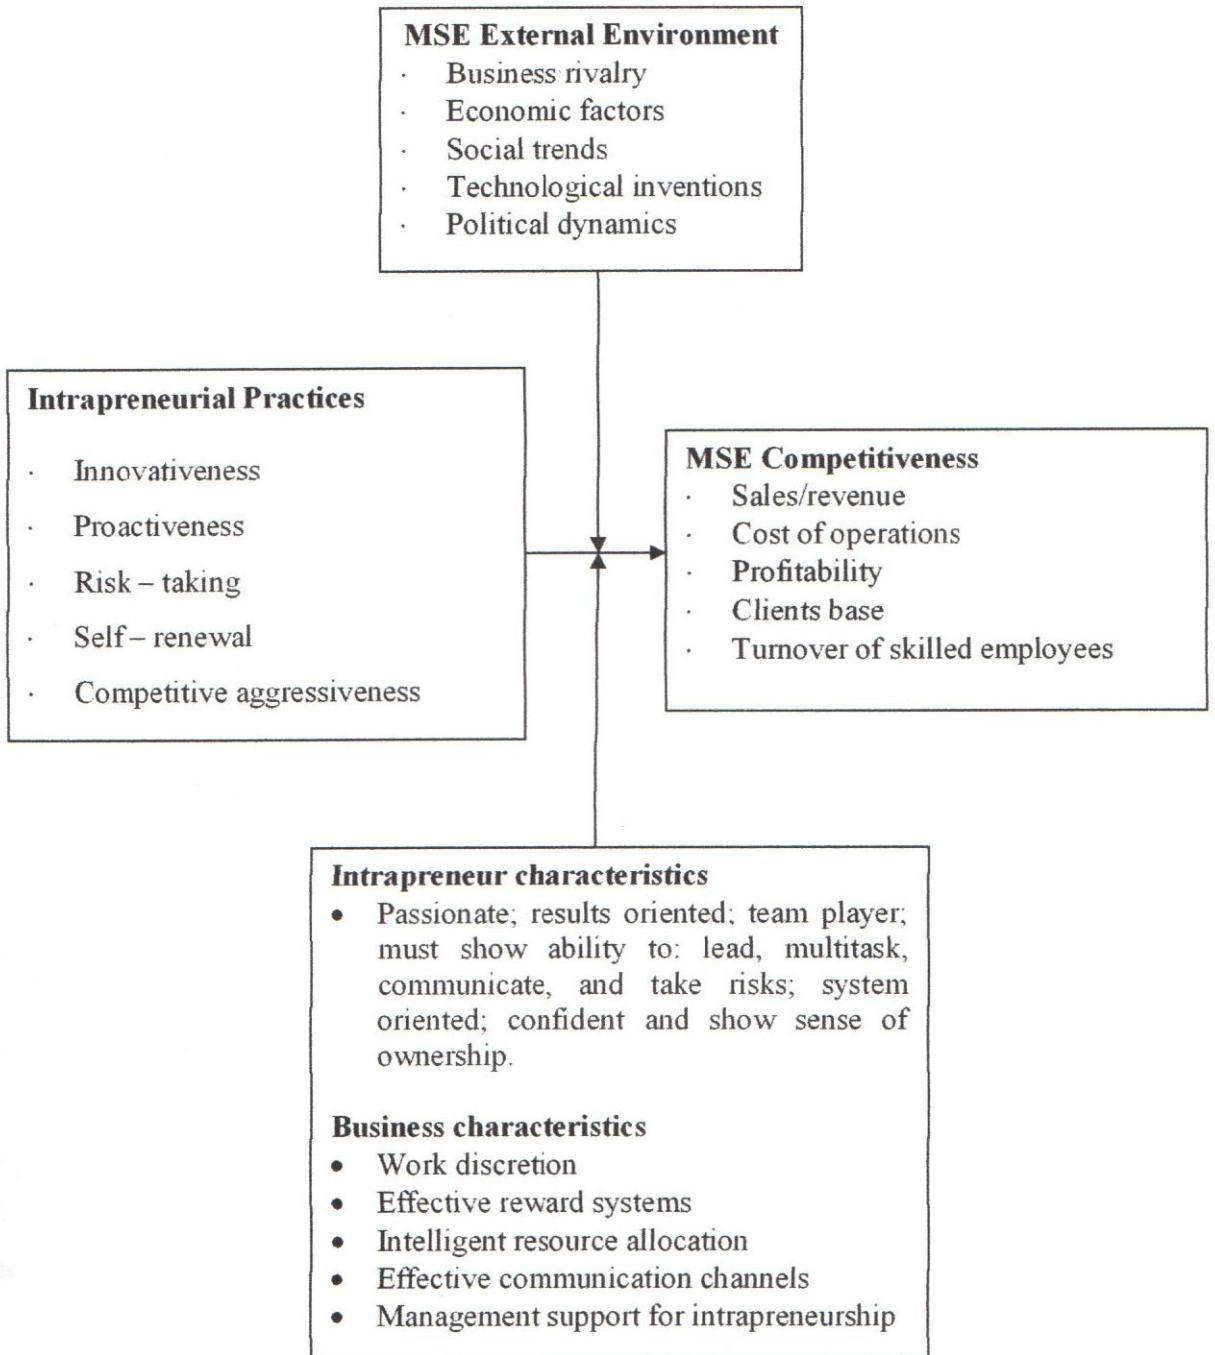 MSE External Environment
· Business rivalry
· Economic factors
· Social trends
· Technological inventions
· Political dynamics
Intrapreneurial Practices
· Innovativeness
· Proactiveness
· Risk – taking
· Self – renewal
· Competitive aggressiveness
MSE Competitiveness
· Sales/revenue
· Cost of operations
· Profitability
· Clients base
· Turnover of skilled employees
Intrapreneur characteristics
• Passionate; results oriented; team player;
must show ability to: lead, multitask,
communicate, and take risks; system
oriented; confident and show sense of
ownership.
Business characteristics
• Work discretion
• Effective reward systems
• Intelligent resource allocation
• Effective communication channels
• Management support for intrapreneurship